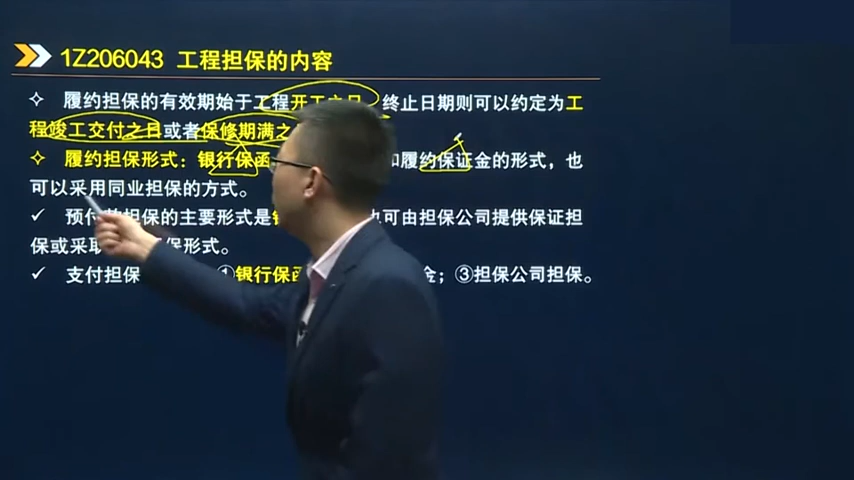 1Z206043 工程担保的内容
履约担保的有效期始于工程开工之日 终止日期则可以约定为工
程竣工交付之日或者保修期满之
履约担保形式：银行保函 和履约保证金的形式，也
可以采用同业担保的方式。
预付 担保的主要形式是 也可由担保公司提供保证担
保或采取 保形式。
支付担保 ①银行保函 金；③担保公司担保。